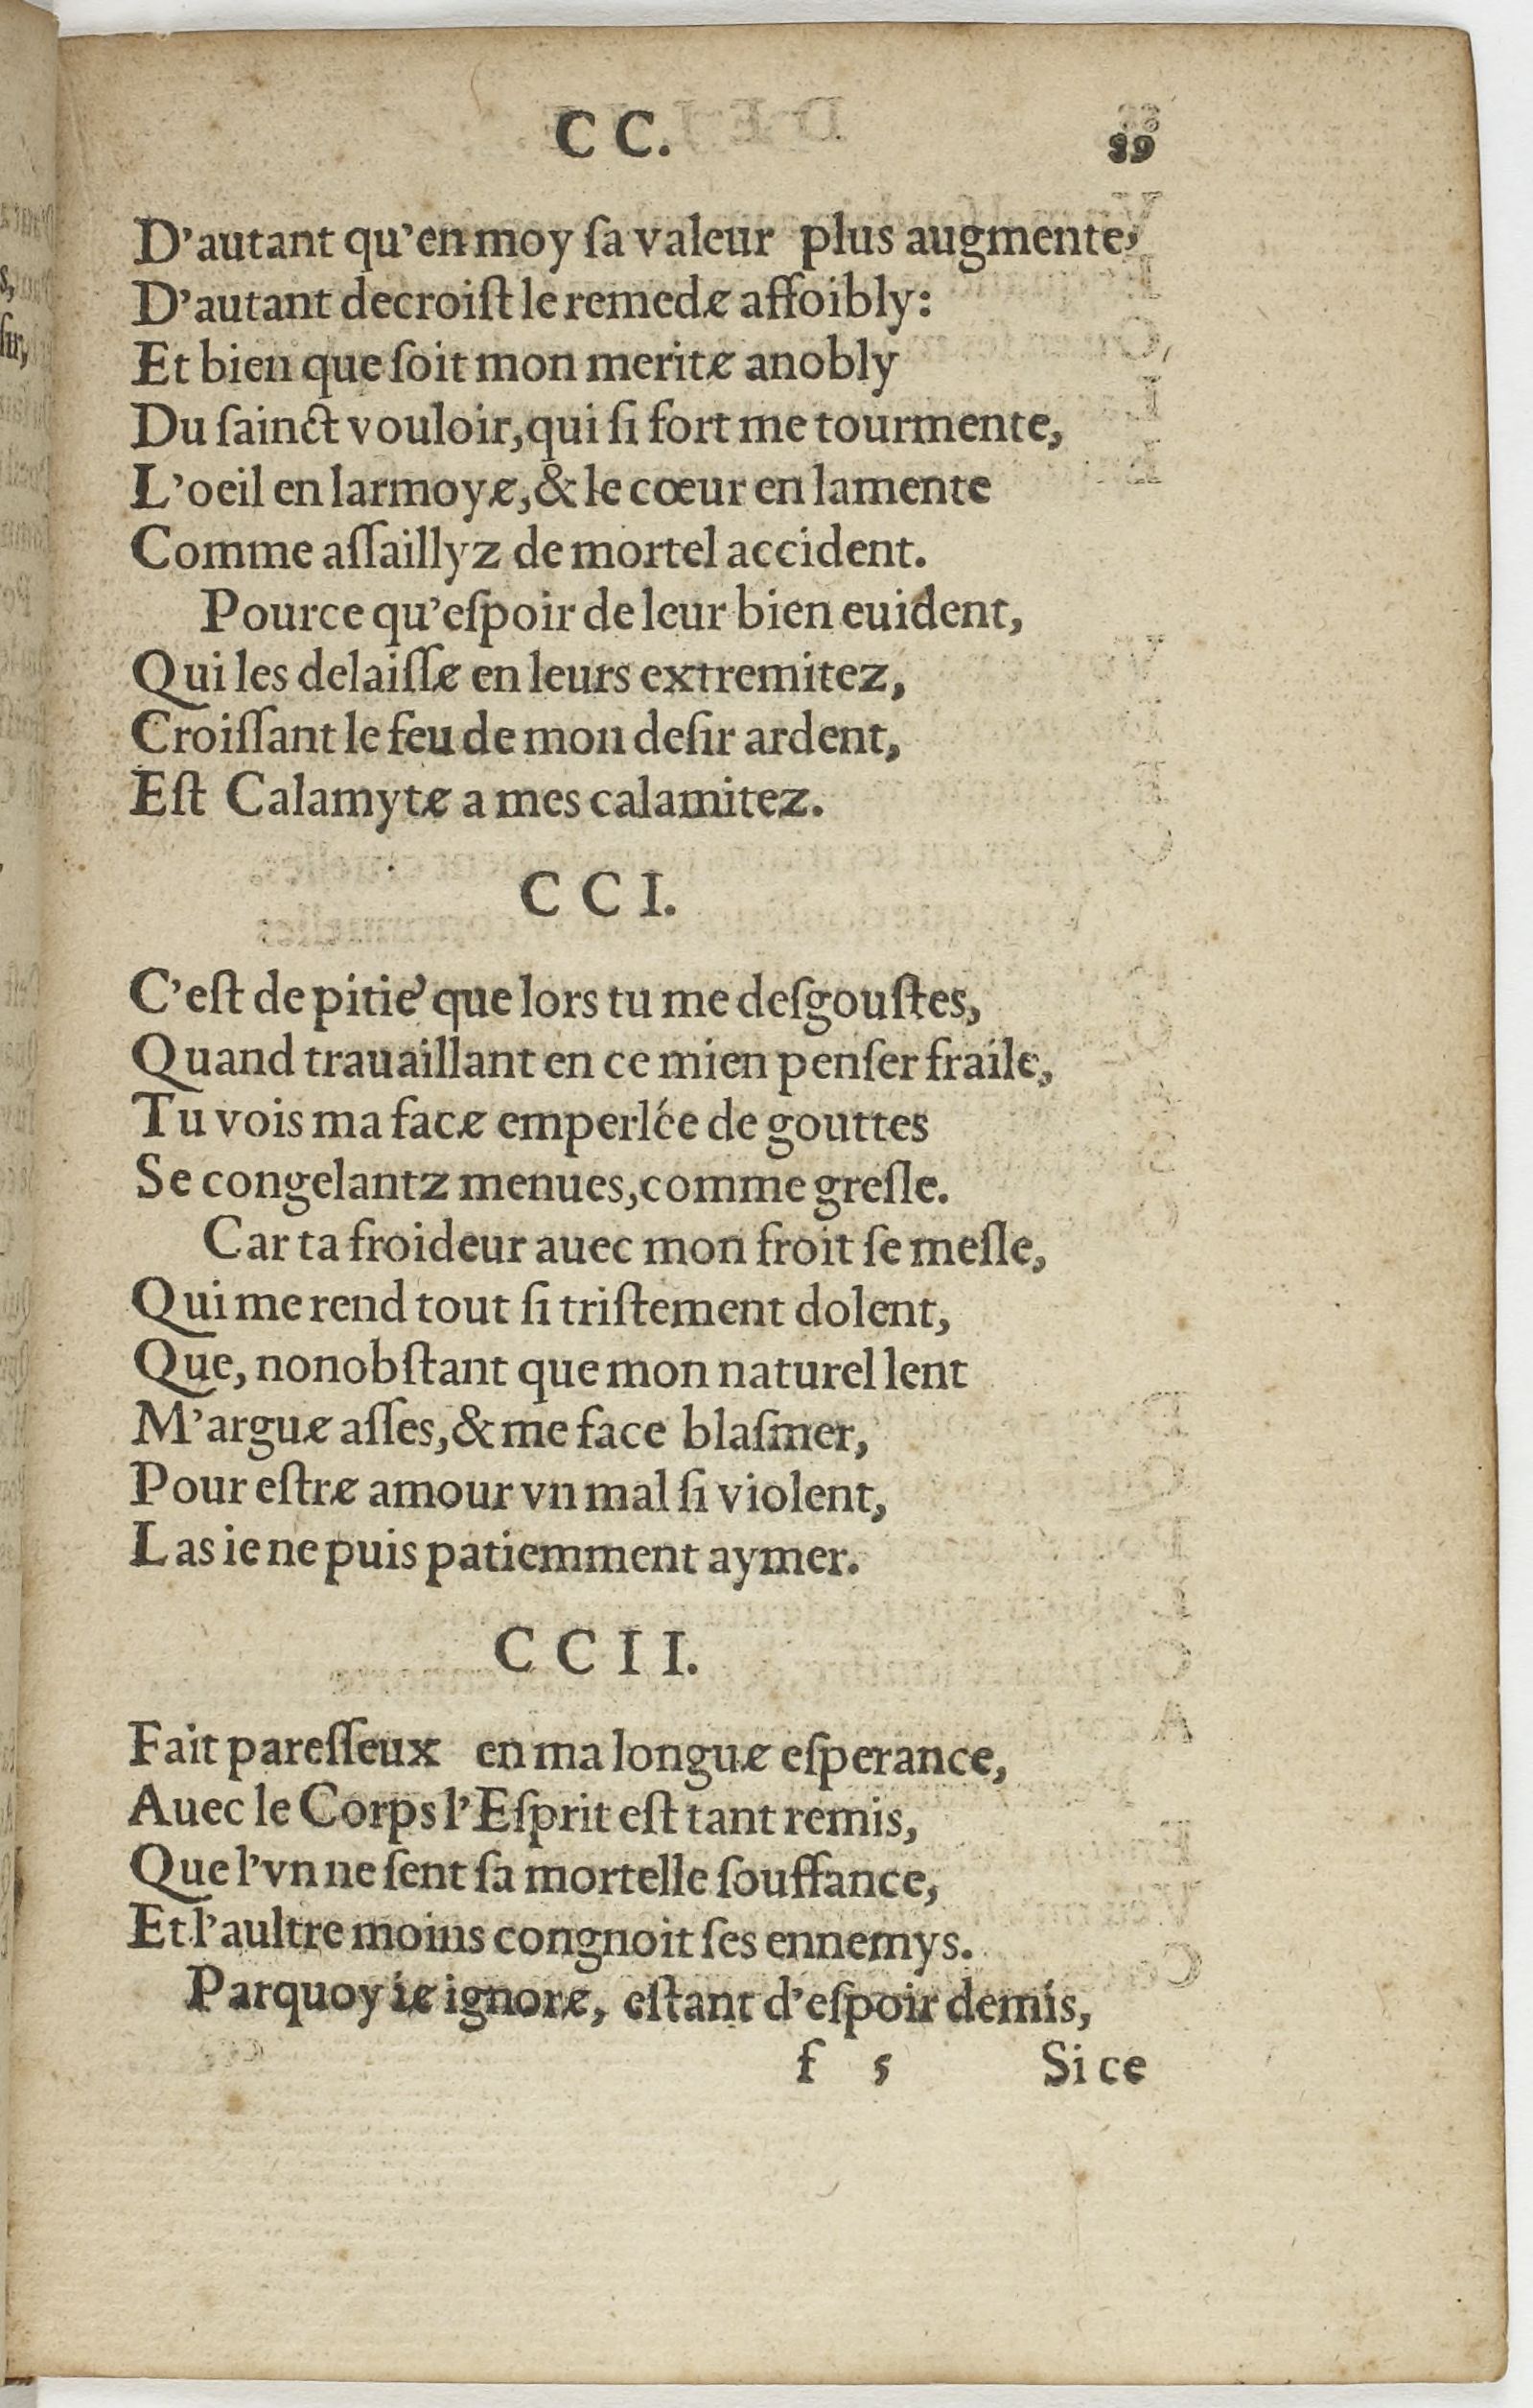 CC.
89
D'autant qu'en moy ſa valeur plus augmente,
D'autant decroiſt le remede affoibly:
Et bien que ſoit mon merite anobly
Du ſainct vouloir, qui ſi fort me tourmente,
L'oeil en larmoye, & le cœur en lamente
Comme aſſaillyz de mortel accident.
Pource qu'eſpoir de leur bien euident,
Qui les delaiſſe en leurs extremitez,
Croiſſant le feu de mon deſir ardent,
Eſt Calamyte a mes calamitez.
CCI.
C'eſt de pitié que lors tu me deſgouſtes,
Quand trauaillant en ce mien penſer fraile,
Tu vois ma face emperlée de gouttes
Se congelantz menues, comme greſle.
Car ta froideur auec mon froit ſe meſle,
Qui me rend tout ſi triſtement dolent,
Que, nonobſtant que mon naturel lent
M'argue aſſes, & me face blaſmer,
Pour eſtre amour vn mal ſi violent,
Las ie ne puis patiemment aymer.
CCII.
Fait pareſſeux en ma longue eſperance,
Auec le Corps l'Eſprit eſt tant remis,
Que l'vn ne ſent ſa mortelle ſouffance,
Et l'aultre moins congnoit ſes ennemys.
Parquoy ie ignore, eſtant d'eſpoir demis,
f 5 Si ce